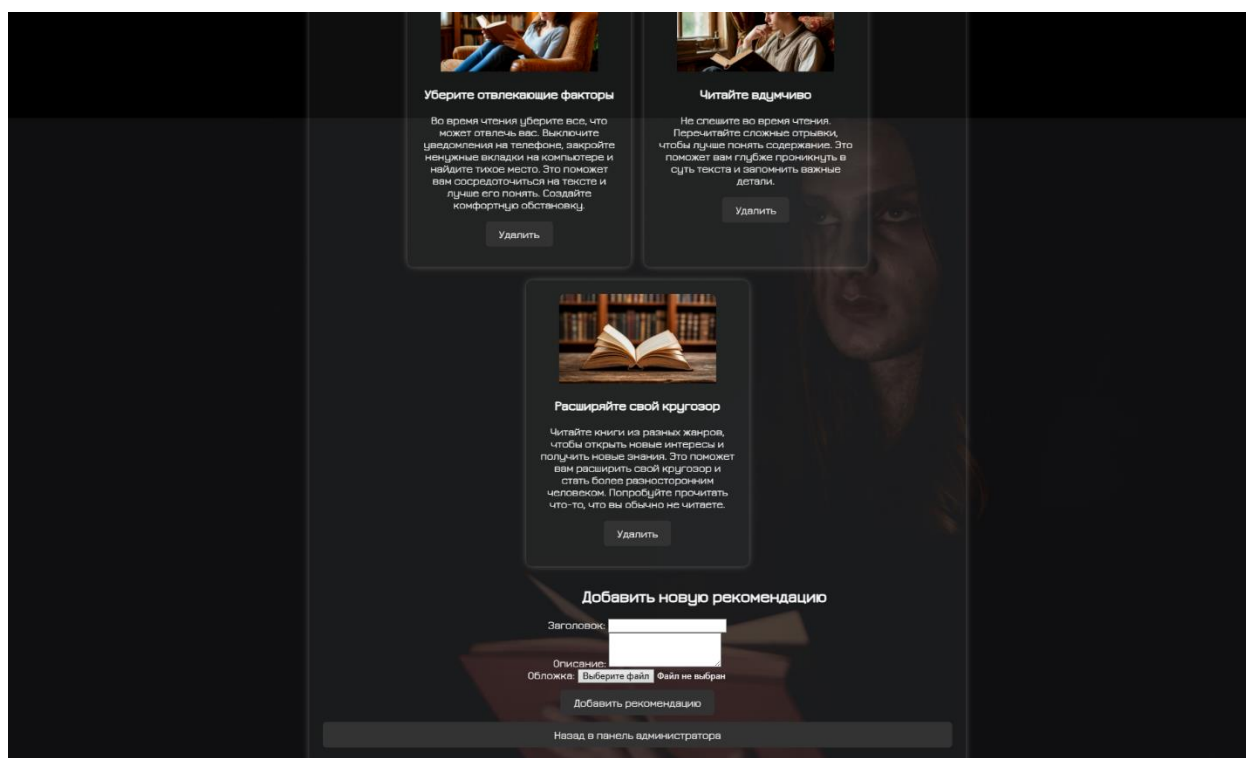 Уберите отвлекающие факторы
Во время чтения уберите все, что
может отвлечь вас. Выключите
уведомления на телефоне, закройте
ненужные вкладки на компьютере и
найдите тихое место. Это поможет
вам сосредоточиться на тексте и
лучше его понять. Создайте
комфортную обстановку.
Удалить
Читайте вдумчиво
Не спешите во время чтения.
Перечитайте сложные отрывки,
чтобы лучше понять содержание. Это
поможет вам глубже проникнуть в
суть текста и запомнить важные
детали.
Удалить
Расширяйте свой кругозор
Читайте книги из разных жанров,
чтобы открыть новые интересы и
получить новые знания. Это поможет
вам расширить свой кругозор и
стать более разносторонним
человеком. Попробуйте прочитать
что-то, что вы обычно не читаете.
Удалить
Добавить новую рекомендацию
Заголовок:
Описание:
Обложка: Выберите файл Файл не выбран
Добавить рекомендацию
Назад в панель администратора